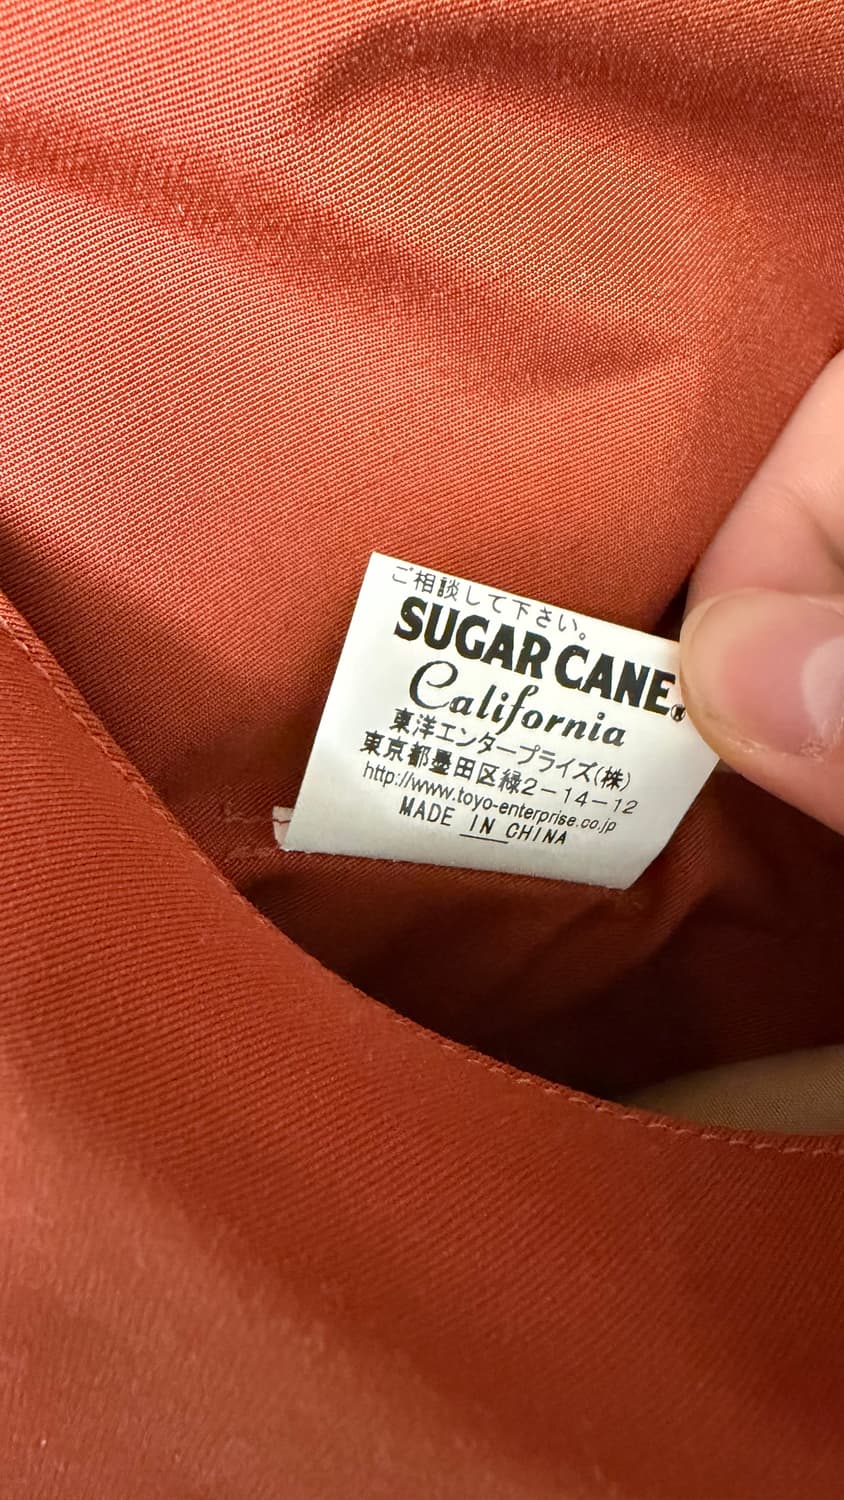 ご相談して下さい。
SUGAR CANE®
California
東洋エンタープライズ(株)
東京都墨田区緑2-14-12
http://www.toyo-enterprise.co.jp
MADE IN CHINA